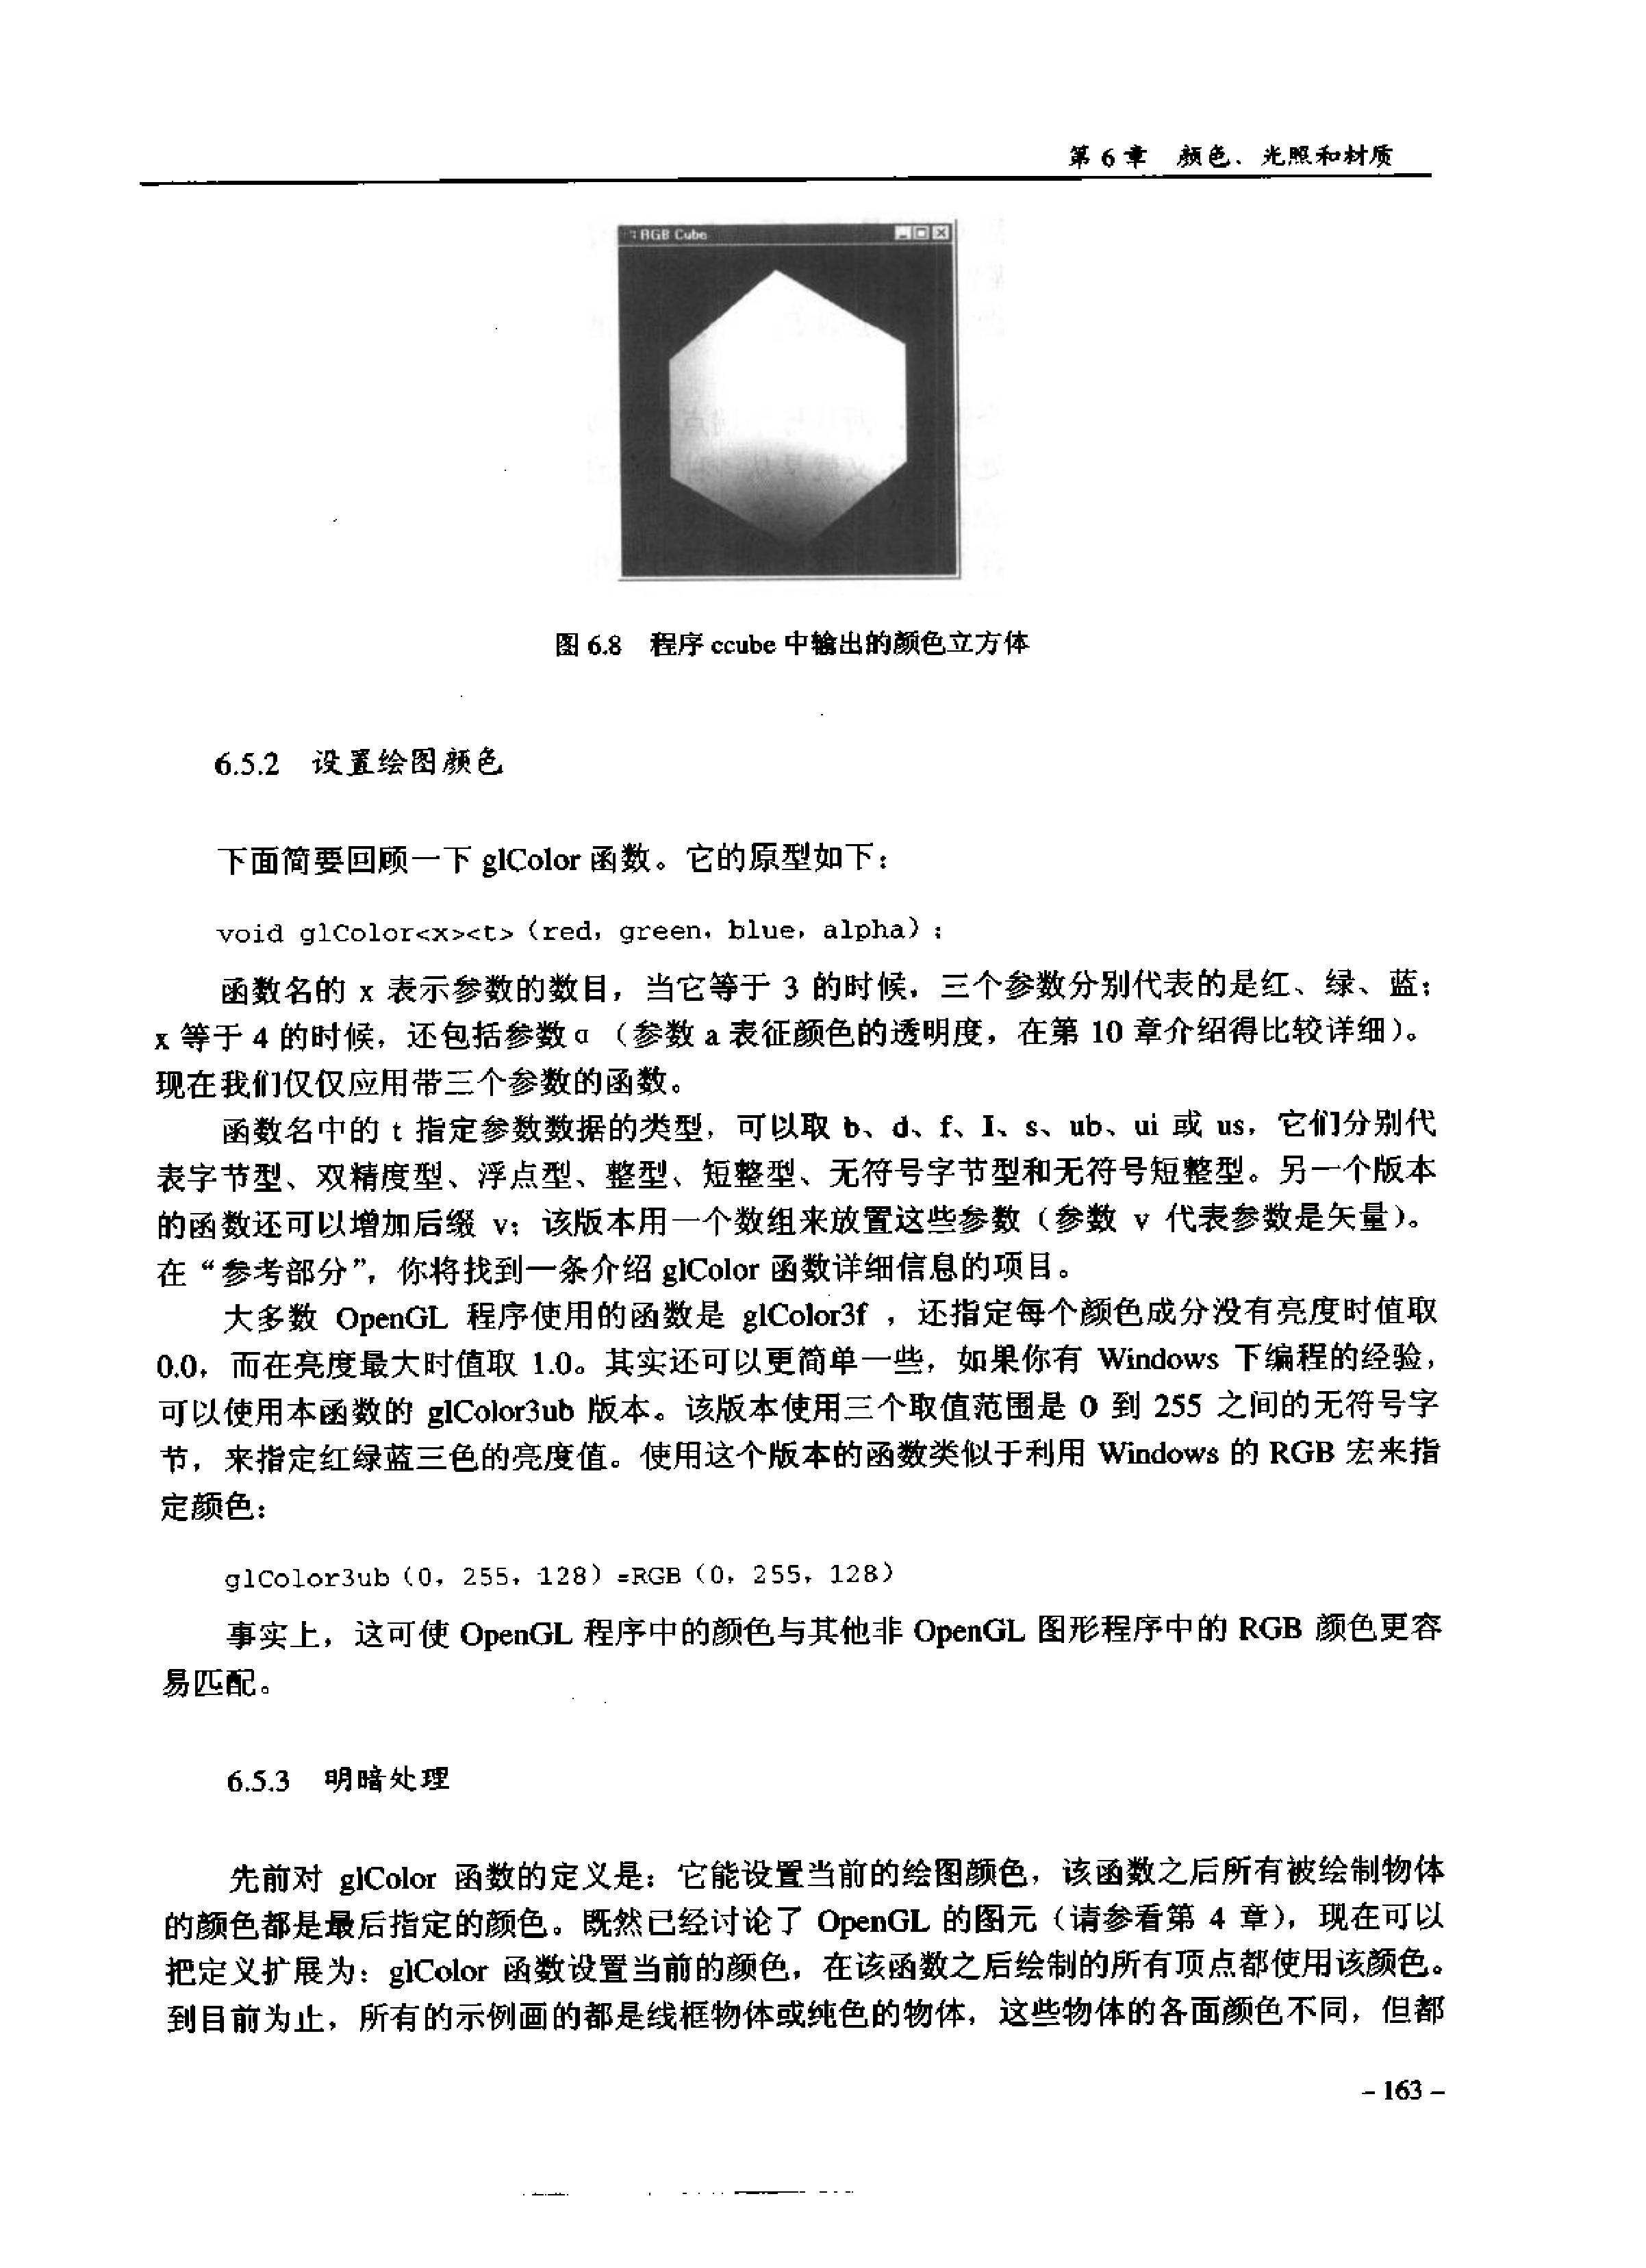 第 6 章 颜色、光照和材质
RGB Cube
图 6.8 程序 ccube 中输出的颜色立方体
6.5.2 设置绘图颜色
下面简要回顾一下 glColor 函数。它的原型如下：
void glColor<x><t>（red，green，blue，alpha）；
函数名的 x 表示参数的数目，当它等于 3 的时候，三个参数分别代表的是红、绿、蓝；
x 等于 4 的时候，还包括参数 α （参数 a 表征颜色的透明度，在第 10 章介绍得比较详细）。
现在我们仅仅应用带三个参数的函数。
函数名中的 t 指定参数数据的类型，可以取 b、d、f、I、s、ub、ui 或 us，它们分别代
表字节型、双精度型、浮点型、整型、短整型、无符号字节型和无符号短整型。另一个版本
的函数还可以增加后缀 v；该版本用一个数组来放置这些参数（参数 v 代表参数是矢量）。
在“参考部分”，你将找到一条介绍 glColor 函数详细信息的项目。
大多数 OpenGL 程序使用的函数是 glColor3f ，还指定每个颜色成分没有亮度时值取
0.0，而在亮度最大时值取 1.0。其实还可以更简单一些，如果你有 Windows 下编程的经验，
可以使用本函数的 glColor3ub 版本。该版本使用三个取值范围是 0 到 255 之间的无符号字
节，来指定红绿蓝三色的亮度值。使用这个版本的函数类似于利用 Windows 的 RGB 宏来指
定颜色：
glColor3ub（0，255，128）=RGB（0，255，128）
事实上，这可使 OpenGL 程序中的颜色与其他非 OpenGL 图形程序中的 RGB 颜色更容
易匹配。
6.5.3 明暗处理
先前对 glColor 函数的定义是：它能设置当前的绘图颜色，该函数之后所有被绘制物体
的颜色都是最后指定的颜色。既然已经讨论了 OpenGL 的图元（请参看第 4 章），现在可以
把定义扩展为：glColor 函数设置当前的颜色，在该函数之后绘制的所有顶点都使用该颜色。
到目前为止，所有的示例画的都是线框物体或纯色的物体，这些物体的各面颜色不同，但都
– 163 –